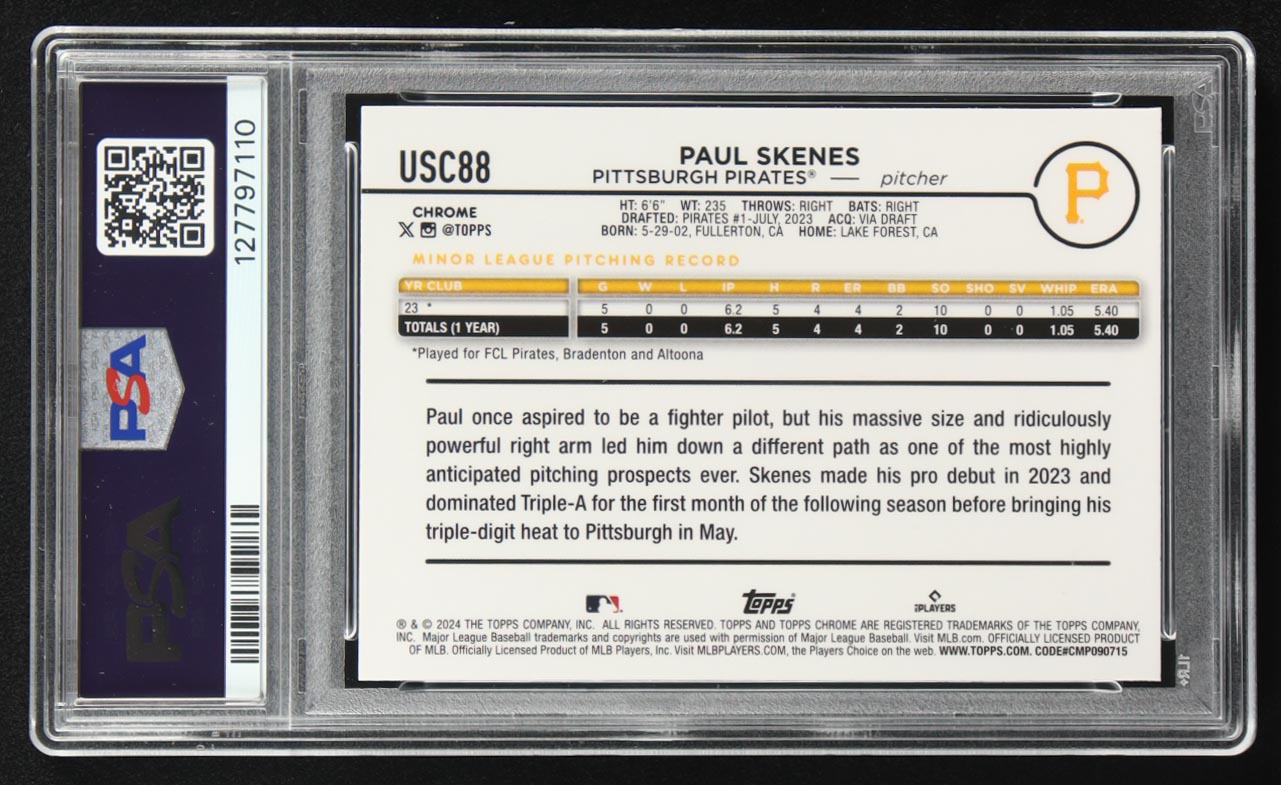 127797110
PSA
PSA
USC88
PAUL SKENES
PITTSBURGH PIRATES® — pitcher
P
CHROME
@TOPPS
HT: 6'6" WT: 235 THROWS: RIGHT BATS: RIGHT
DRAFTED: PIRATES #1-JULY, 2023 ACQ: VIA DRAFT
BORN: 5-29-02, FULLERTON, CA HOME: LAKE FOREST, CA
MINOR LEAGUE PITCHING RECORD
YR CLUB G W L IP H R ER BB SO SHO SV WHIP ERA
23 * 5 0 0 6.2 5 4 4 2 10 0 0 1.05 5.40
TOTALS (1 YEAR) 5 0 0 6.2 5 4 4 2 10 0 0 1.05 5.40
*Played for FCL Pirates, Bradenton and Altoona
Paul once aspired to be a fighter pilot, but his massive size and ridiculously
powerful right arm led him down a different path as one of the most highly
anticipated pitching prospects ever. Skenes made his pro debut in 2023 and
dominated Triple-A for the first month of the following season before bringing his
triple-digit heat to Pittsburgh in May.
Topps®
PLAYERS
® & © 2024 THE TOPPS COMPANY, INC. ALL RIGHTS RESERVED. TOPPS AND TOPPS CHROME ARE REGISTERED TRADEMARKS OF THE TOPPS COMPANY,
INC. Major League Baseball trademarks and copyrights are used with permission of Major League Baseball. Visit MLB.com. OFFICIALLY LICENSED PRODUCT
OF MLB. Officially Licensed Product of MLB Players, Inc. Visit MLBPLAYERS.COM, the Players Choice on the web. WWW.TOPPS.COM. CODE#CMP090715
PSA